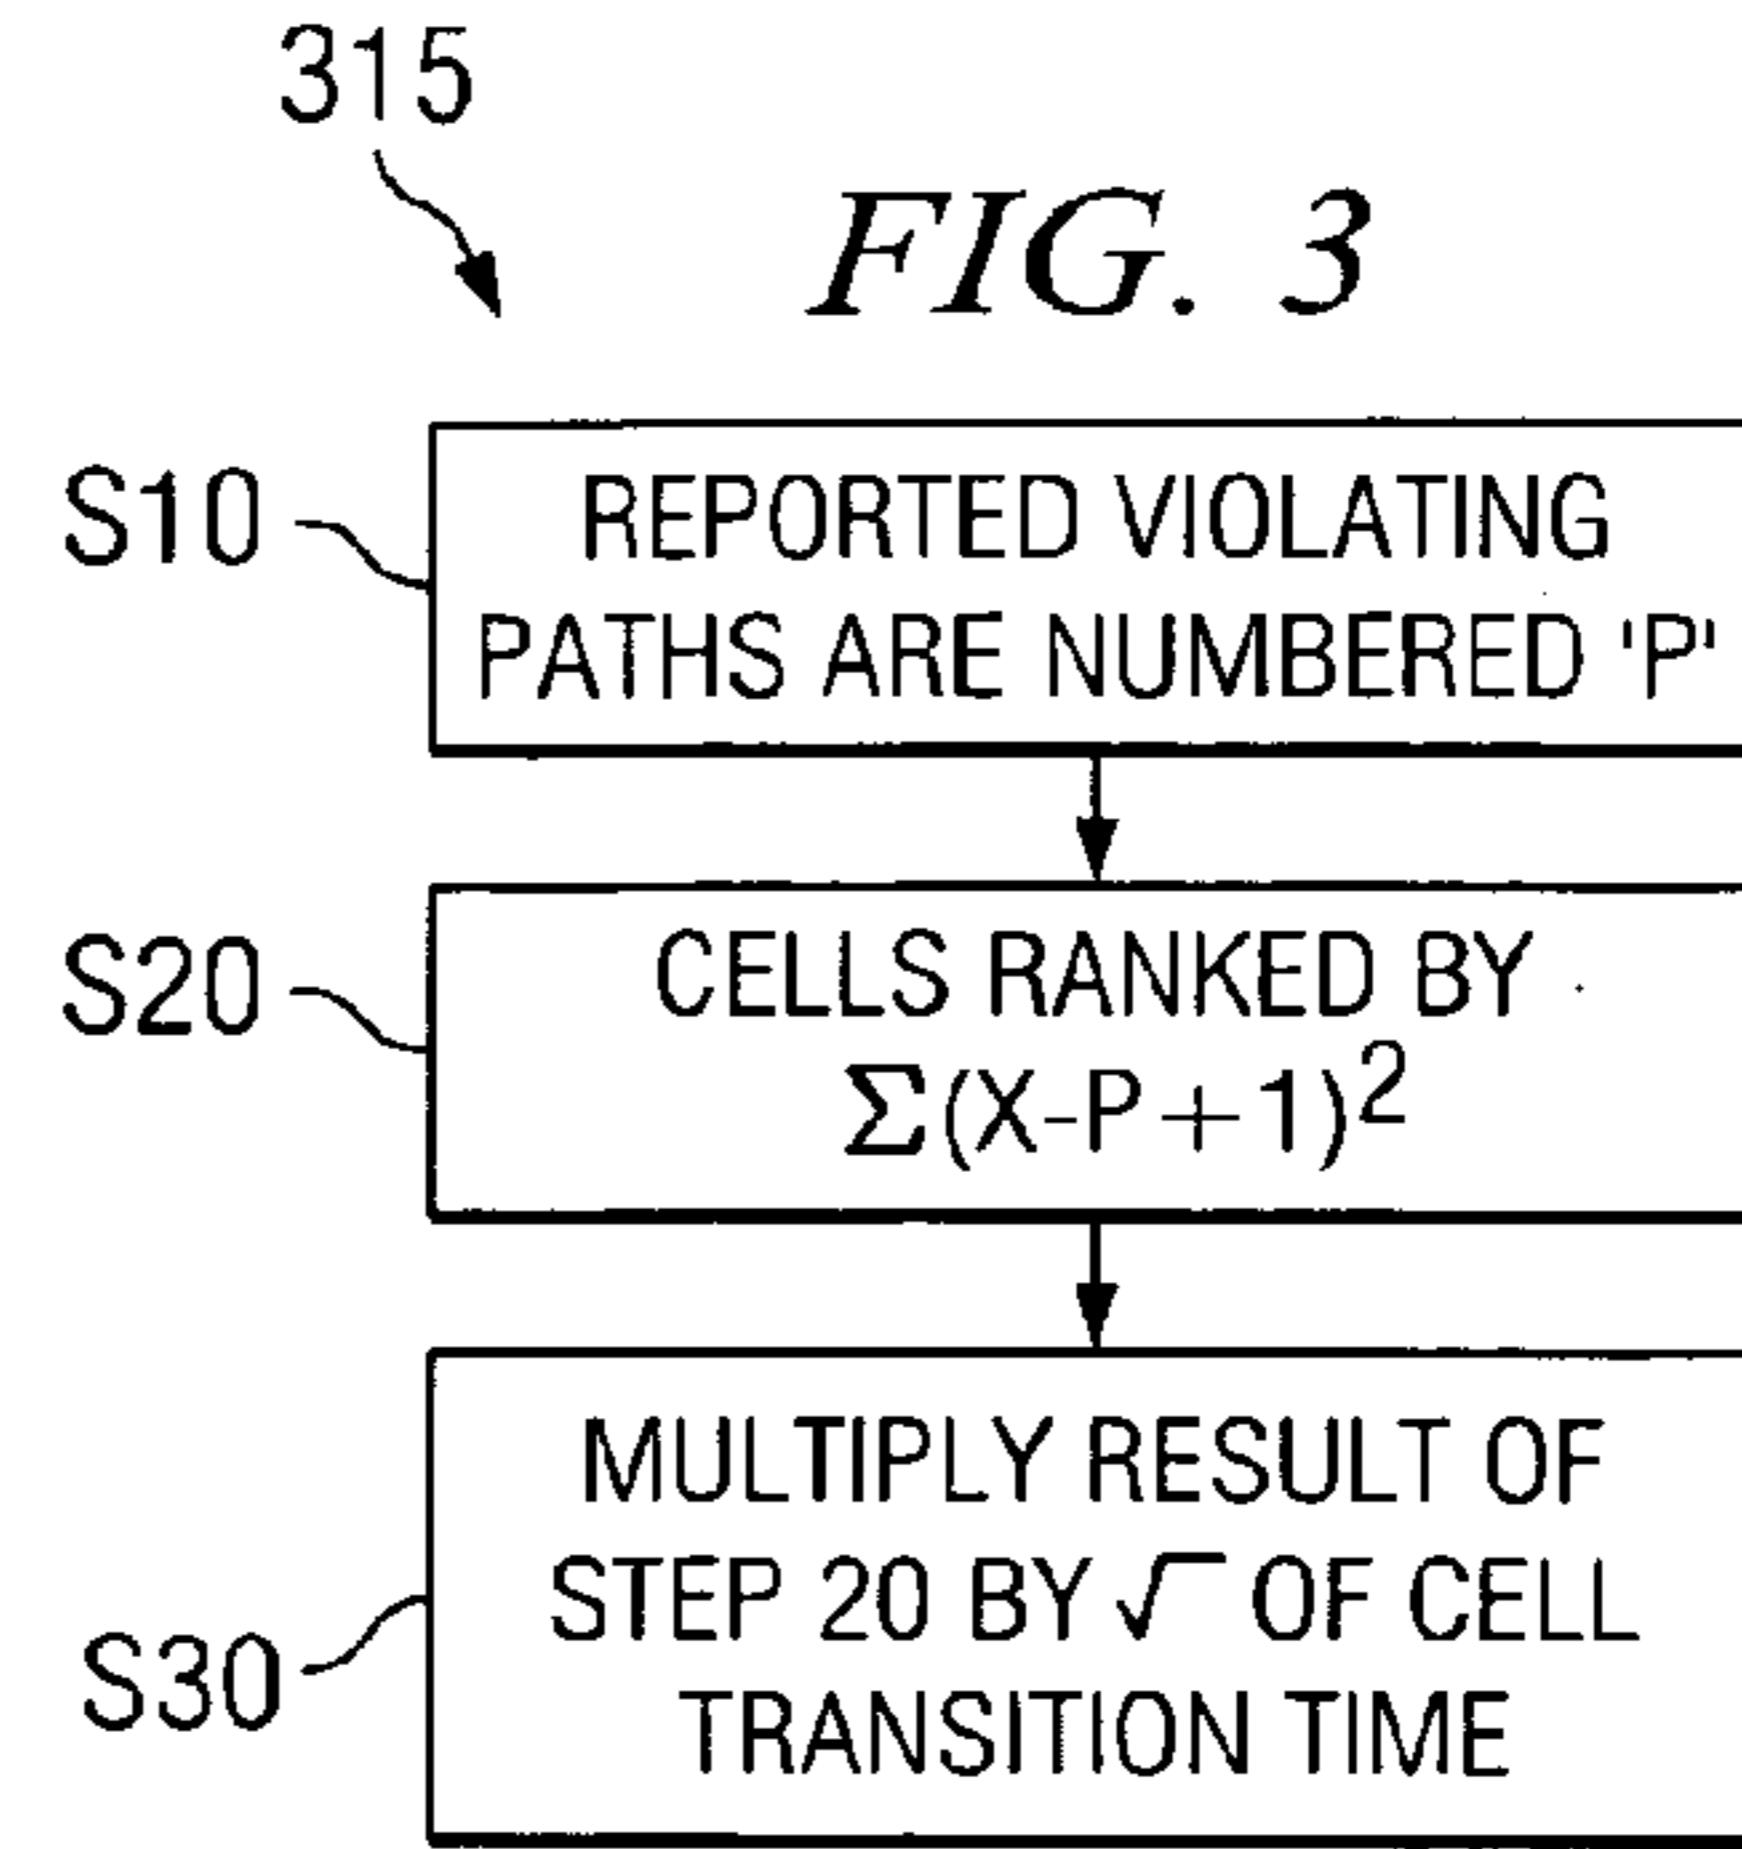 315
FIG. 3
S10
REPORTED VIOLATING
PATHS ARE NUMBERED 'P'
S20
CELLS RANKED BY
Σ(X-P+1)²
S30
MULTIPLY RESULT OF
STEP 20 BY √ OF CELL
TRANSITION TIME